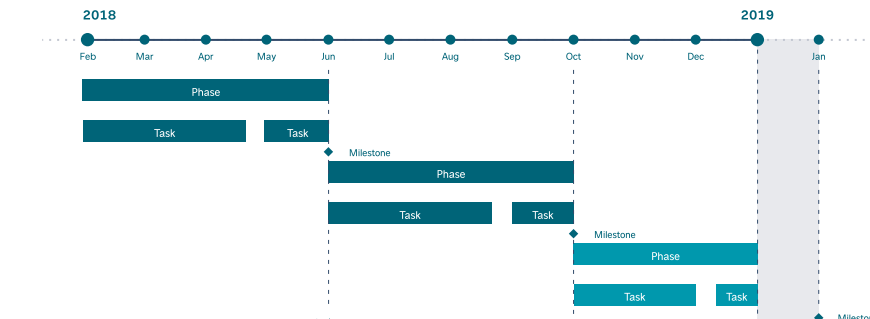 2018
2019
Feb Mar Apr May Jun Jul Aug Sep Oct Nov Dec Jan
Phase
Task Task
Milestone
Phase
Task Task
Milestone
Phase
Task Task